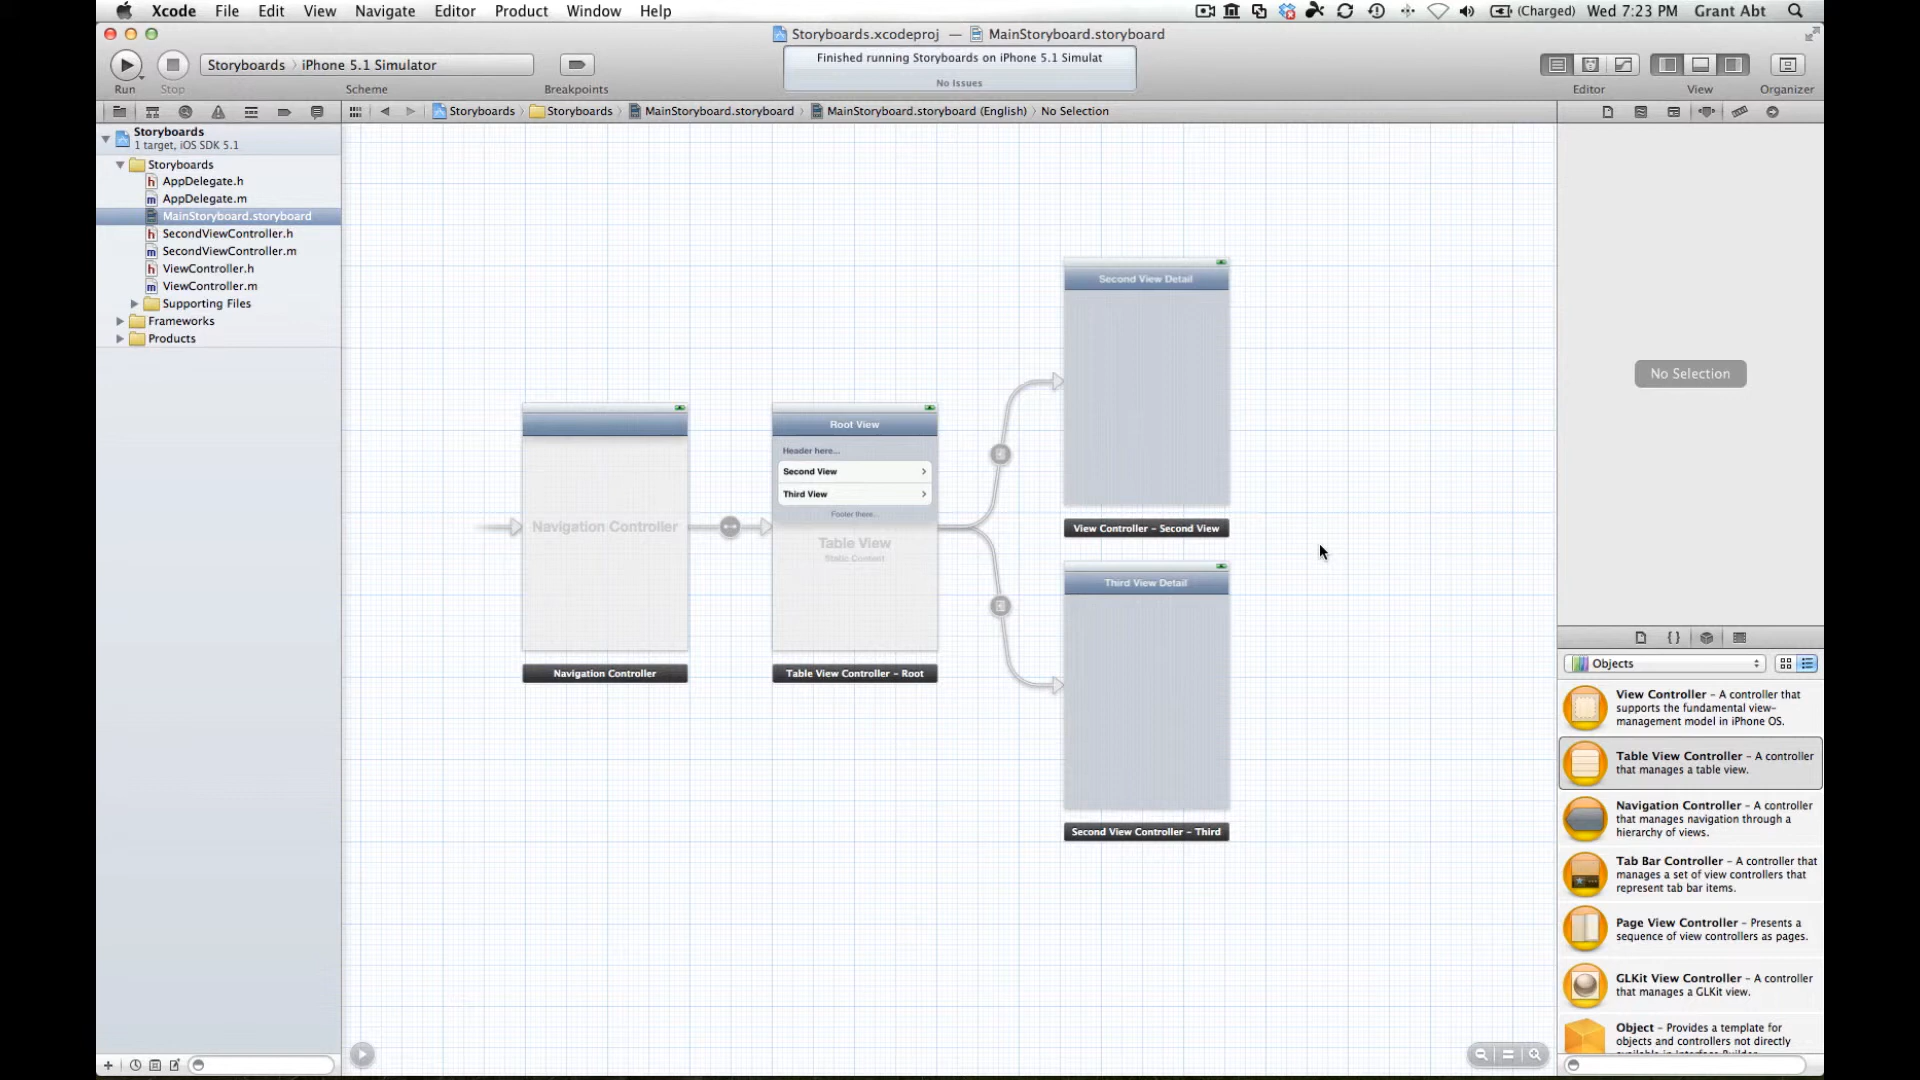 Xcode File Edit View Navigate Editor Product Window Help
(Charged) Wed 7:23 PM Grant Abt
Storyboards.xcodeproj — MainStoryboard.storyboard
Storyboards iPhone 5.1 Simulator
Finished running Storyboards on iPhone 5.1 Simulat
No Issues
Run Stop Scheme Breakpoints Editor View Organizer
Storyboards Storyboards MainStoryboard.storyboard MainStoryboard.storyboard (English) No Selection
Storyboards
1 target, iOS SDK 5.1
Storyboards
AppDelegate.h
AppDelegate.m
MainStoryboard.storyboard
SecondViewController.h
SecondViewController.m
ViewController.h
ViewController.m
Supporting Files
Frameworks
Products
Navigation Controller
Navigation Controller
Root View
Header here...
Second View
Third View
Footer there...
Table View
Static Content
Table View Controller – Root
Second View Detail
View Controller – Second View
Third View Detail
Second View Controller – Third
No Selection
Objects
View Controller – A controller that
supports the fundamental view-
management model in iPhone OS.
Table View Controller – A controller
that manages a table view.
Navigation Controller – A controller
that manages navigation through a
hierarchy of views.
Tab Bar Controller – A controller that
manages a set of view controllers that
represent tab bar items.
Page View Controller – Presents a
sequence of view controllers as pages.
GLKit View Controller – A controller
that manages a GLKit view.
Object – Provides a template for
objects and controllers not directly
available in Interface Builder.